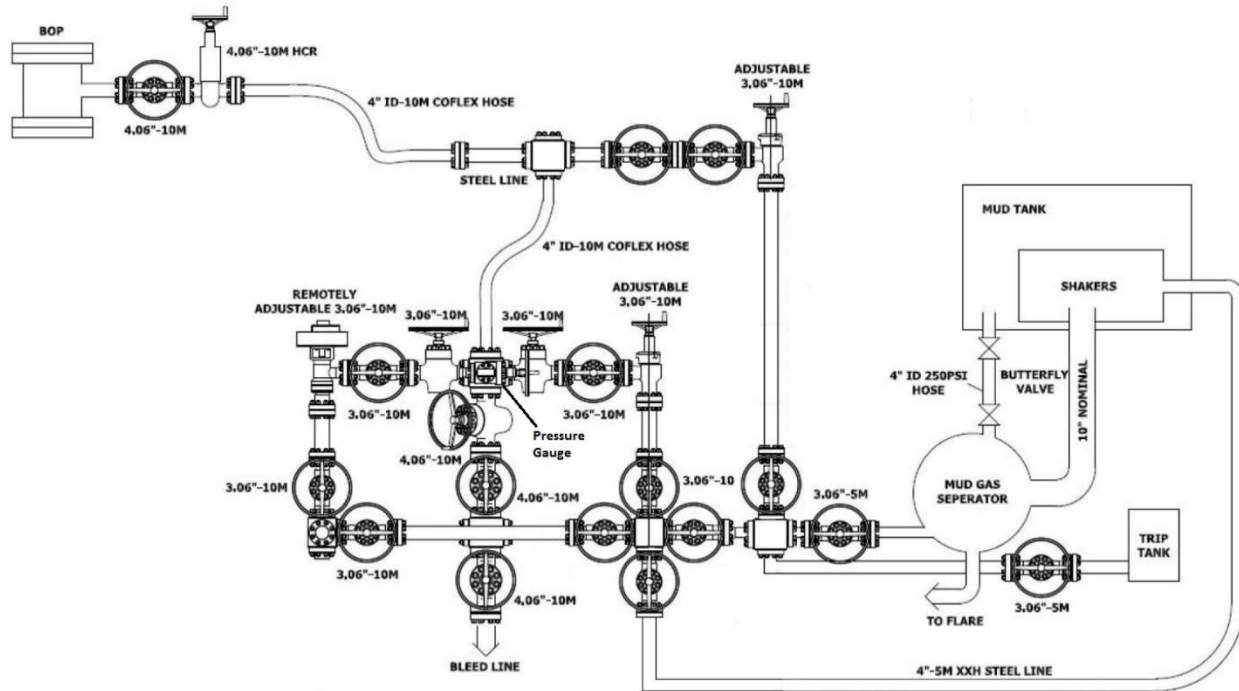 BOP
4.06"-10M HCR
4.06"-10M
4" ID-10M COFLEX HOSE
STEEL LINE
ADJUSTABLE
3.06"-10M
4" ID-10M COFLEX HOSE
MUD TANK
SHAKERS
REMOTELY
ADJUSTABLE 3.06"-10M
3.06"-10M
3.06"-10M
ADJUSTABLE
3.06"-10M
4" ID 250PSI
HOSE
BUTTERFLY
VALVE
10" NOMINAL
3.06"-10M
3.06"-10M
Pressure
Gauge
4.06"-10M
3.06"-10M
4.06"-10M
3.06"-10
3.06"-5M
MUD GAS
SEPERATOR
TRIP
TANK
3.06"-10M
4.06"-10M
3.06"-5M
TO FLARE
BLEED LINE
4"-5M XXH STEEL LINE